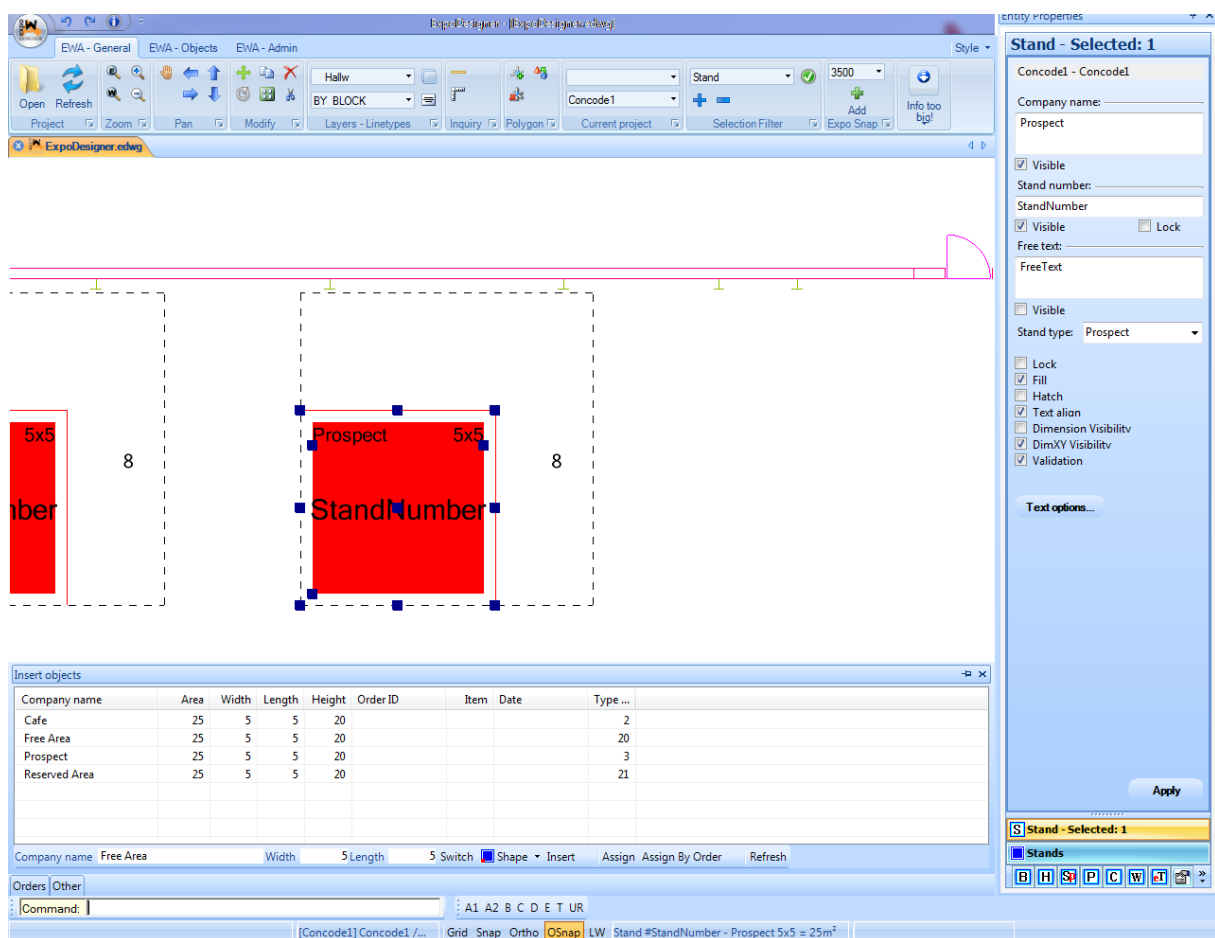 ExpoDesigner - [ExpoDesigner.edwg]
EWA - General EWA - Objects EWA - Admin Style
Open Refresh
Hallw
BY BLOCK
Concode1
Stand
3500
Add
Info too big!
Project Zoom Pan Modify Layers - Linetypes Inquiry Polygon Current project Selection Filter Expo Snap
ExpoDesigner.edwg
5x5
8
nber
Prospect 5x5
8
StandNumber
Entity Properties
Stand - Selected: 1
Concode1 - Concode1
Company name:
Prospect
Visible
Stand number:
StandNumber
Visible Lock
Free text:
FreeText
Visible
Stand type: Prospect
Lock
Fill
Hatch
Text align
Dimension Visibility
DimXY Visibility
Validation
Text options...
Apply
S Stand - Selected: 1
Stands
B H Sp P C W eT
Insert objects
Company name Area Width Length Height Order ID Item Date Type ...
Cafe 25 5 5 20 2
Free Area 25 5 5 20 20
Prospect 25 5 5 20 3
Reserved Area 25 5 5 20 21
Company name Free Area Width 5 Length 5 Switch Shape Insert Assign Assign By Order Refresh
Orders Other
Command: A1 A2 B C D E T UR
[Concode1] Concode1 /... Grid Snap Ortho OSnap LW Stand #StandNumber - Prospect 5x5 = 25m²